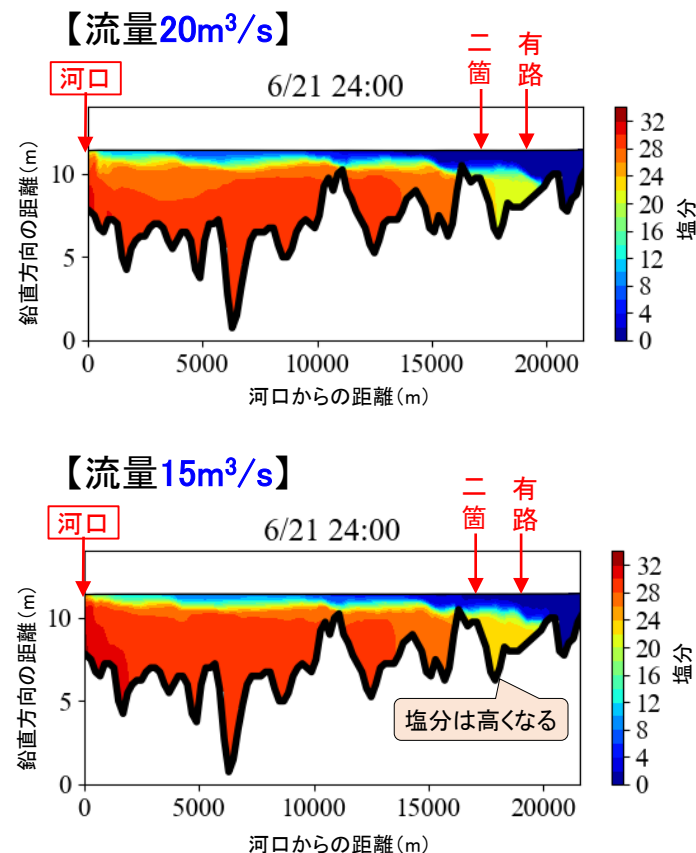 【流量20m³/s】
河口
二箇
有路
6/21 24:00
鉛直方向の距離(m)
10
5
0
0 5000 10000 15000 20000
河口からの距離(m)
32
28
24
20
16
12
8
4
0
塩分
【流量15m³/s】
河口
二箇
有路
6/21 24:00
鉛直方向の距離(m)
10
5
0
0 5000 10000 15000 20000
河口からの距離(m)
塩分は高くなる
32
28
24
20
16
12
8
4
0
塩分